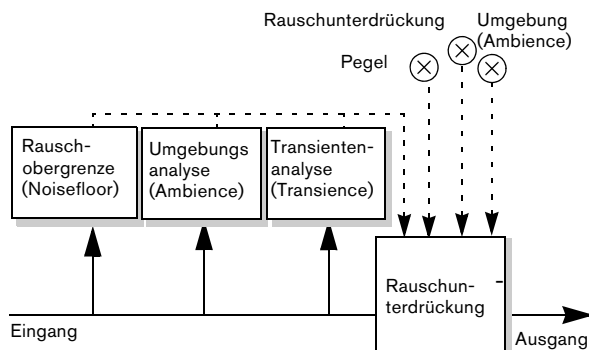 Rauschunterdrückung
Umgebung
(Ambience)
Pegel
Rausch-
obergrenze
(Noisefloor)
Umgebungs
analyse
(Ambience)
Transienten-
analyse
(Transience)
Rauschun-
terdrückung
Eingang
Ausgang